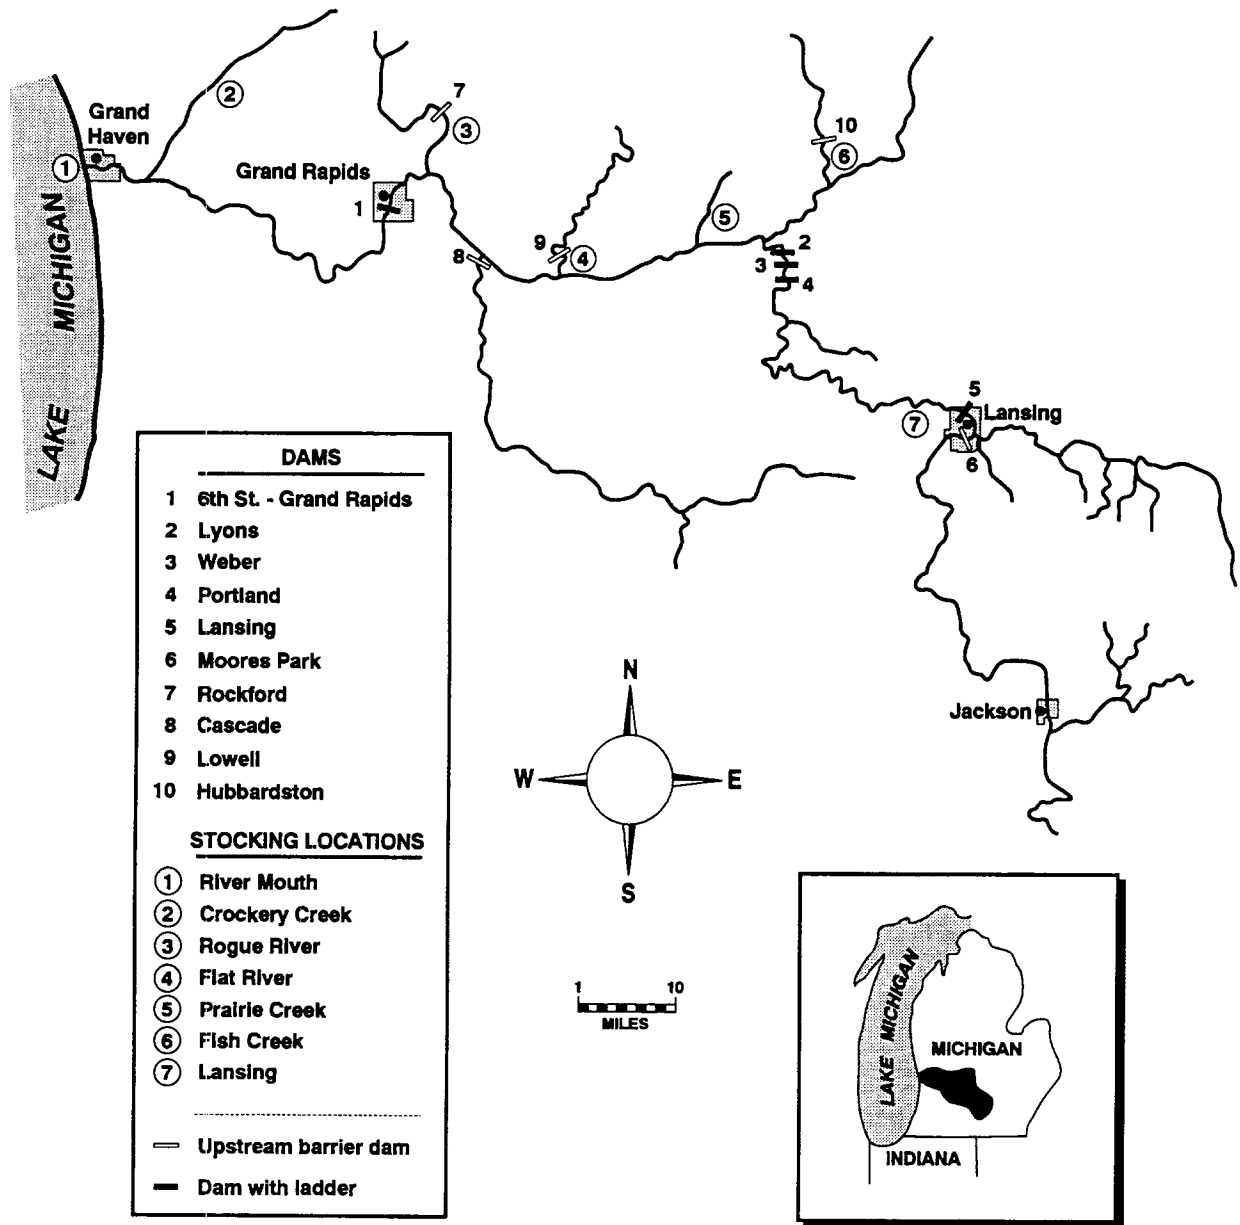 Grand
Haven
②
7
③
10
⑥
①
Grand Rapids
1
LAKE MICHIGAN
8
9
④
⑤
2
3
4
5
Lansing
⑦
6
DAMS
1 6th St. - Grand Rapids
2 Lyons
3 Weber
4 Portland
5 Lansing
6 Moores Park
7 Rockford
8 Cascade
9 Lowell
10 Hubbardston
STOCKING LOCATIONS
① River Mouth
② Crockery Creek
③ Rogue River
④ Flat River
⑤ Prairie Creek
⑥ Fish Creek
⑦ Lansing
Upstream barrier dam
Dam with ladder
N
W E
S
Jackson
1 10
MILES
LAKE MICHIGAN
MICHIGAN
INDIANA